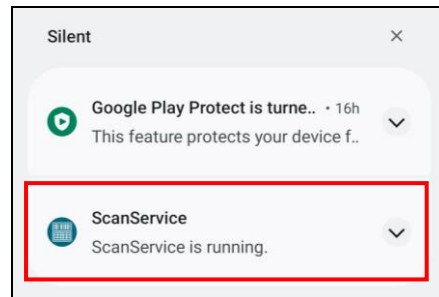 Silent
Google Play Protect is turne.. • 16h
This feature protects your device f..
ScanService
ScanService is running.